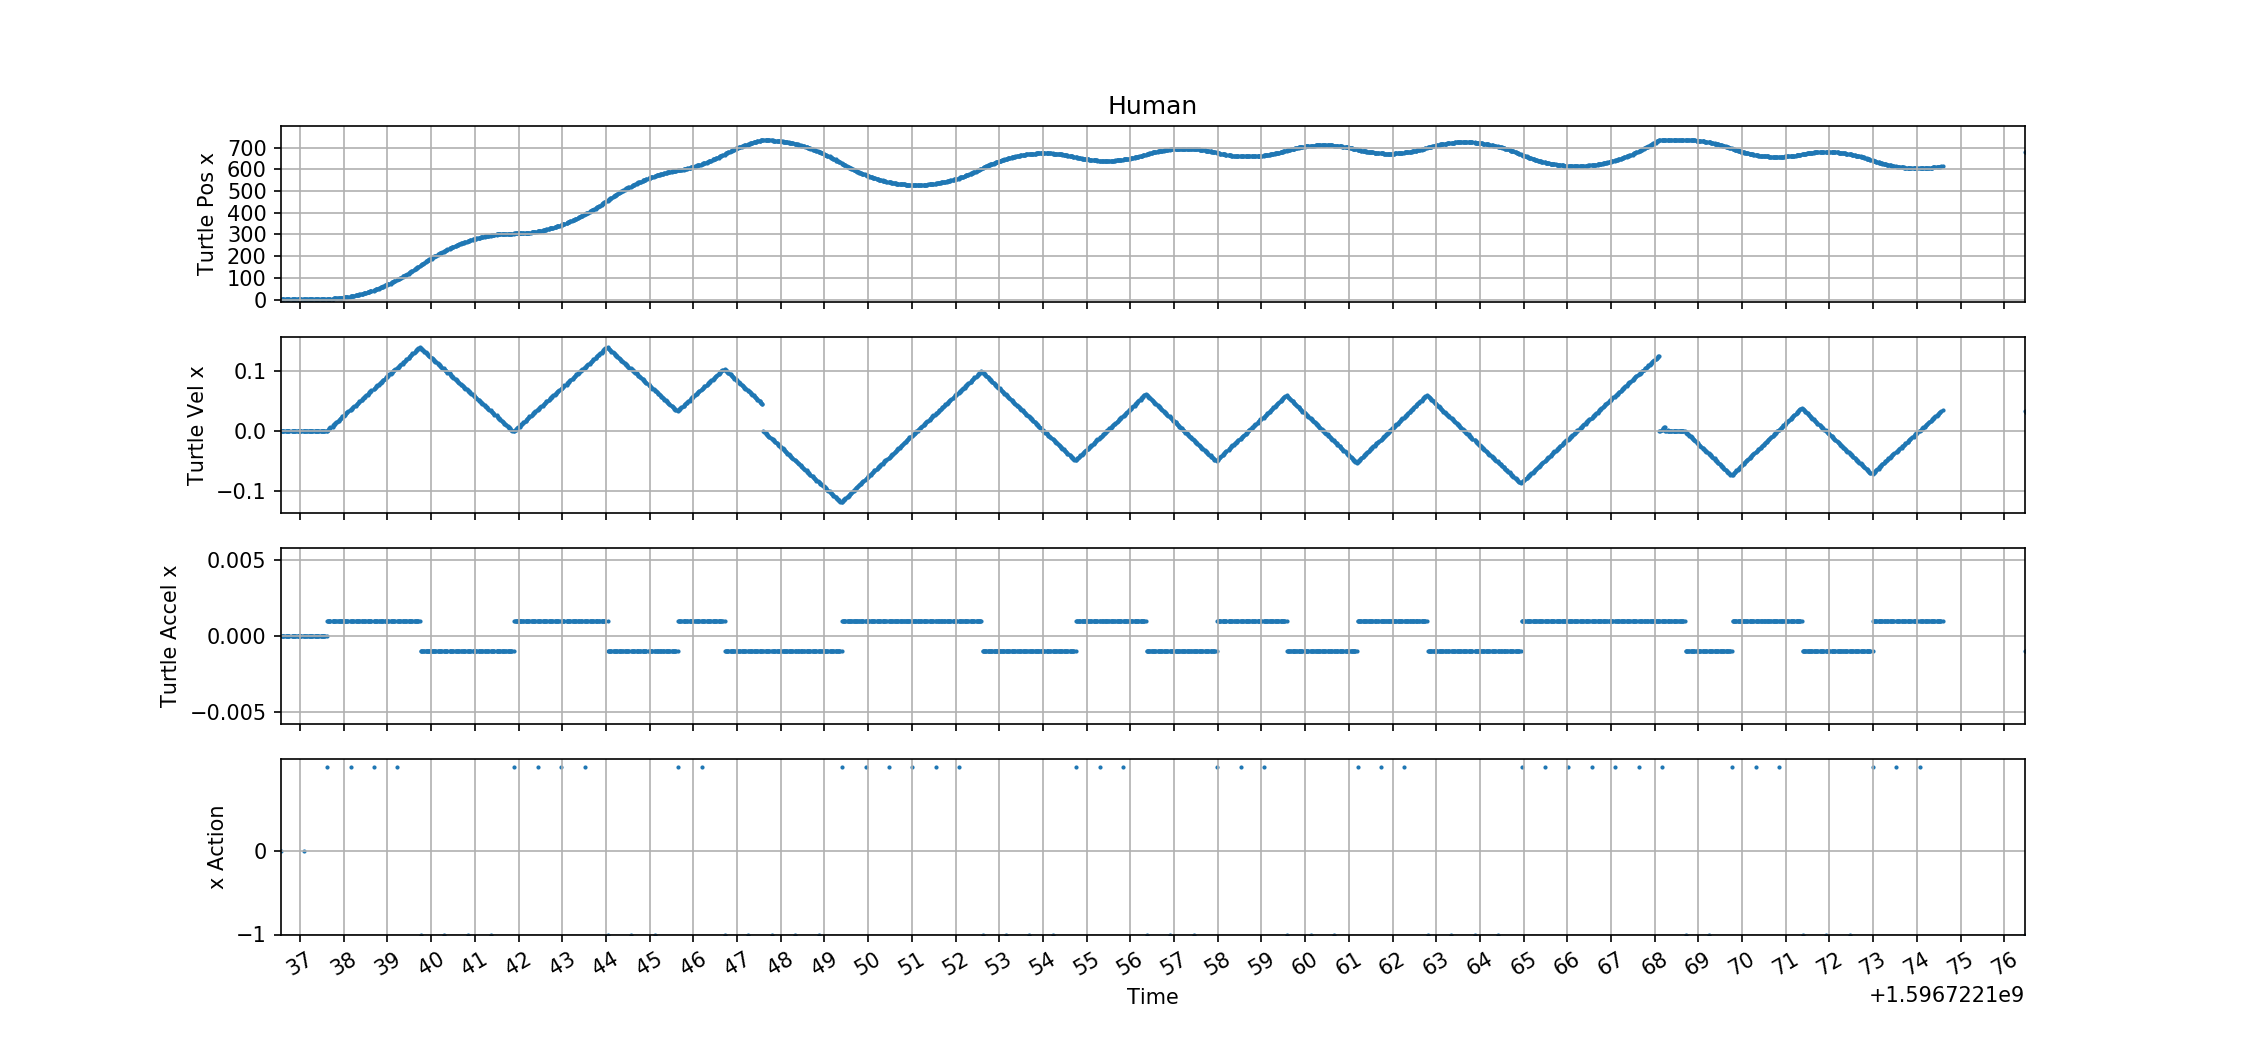 Human
Turtle Pos x
700
600
500
400
300
200
100
0
Turtle Vel x
0.1
0.0
−0.1
Turtle Accel x
0.005
0.000
−0.005
x Action
0
−1
37 38 39 40 41 42 43 44 45 46 47 48 49 50 51 52 53 54 55 56 57 58 59 60 61 62 63 64 65 66 67 68 69 70 71 72 73 74 75 76
Time
+1.5967221e9